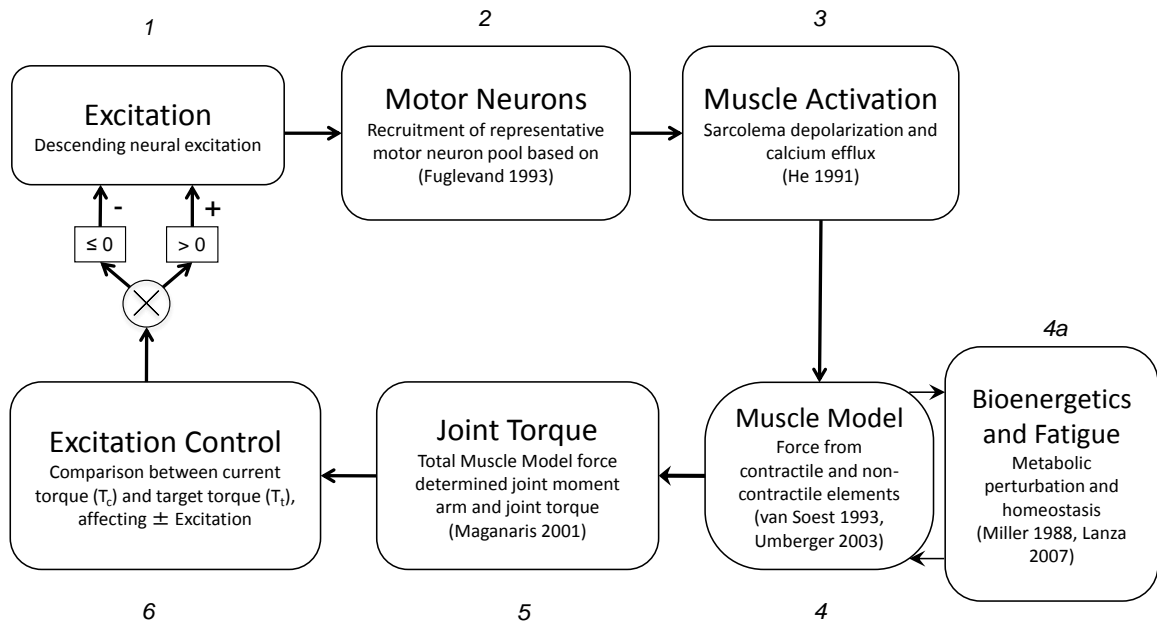 1
Excitation
Descending neural excitation
2
Motor Neurons
Recruitment of representative
motor neuron pool based on
(Fuglevand 1993)
3
Muscle Activation
Sarcolema depolarization and
calcium efflux
(He 1991)
- +
≤ 0 > 0
4a
Bioenergetics
and Fatigue
Metabolic
perturbation and
homeostasis
(Miller 1988, Lanza
2007)
Muscle Model
Force from
contractile and non-
contractile elements
(van Soest 1993,
Umberger 2003)
4
Joint Torque
Total Muscle Model force
determined joint moment
arm and joint torque
(Maganaris 2001)
5
Excitation Control
Comparison between current
torque (Tc) and target torque (Tt),
affecting ± Excitation
6